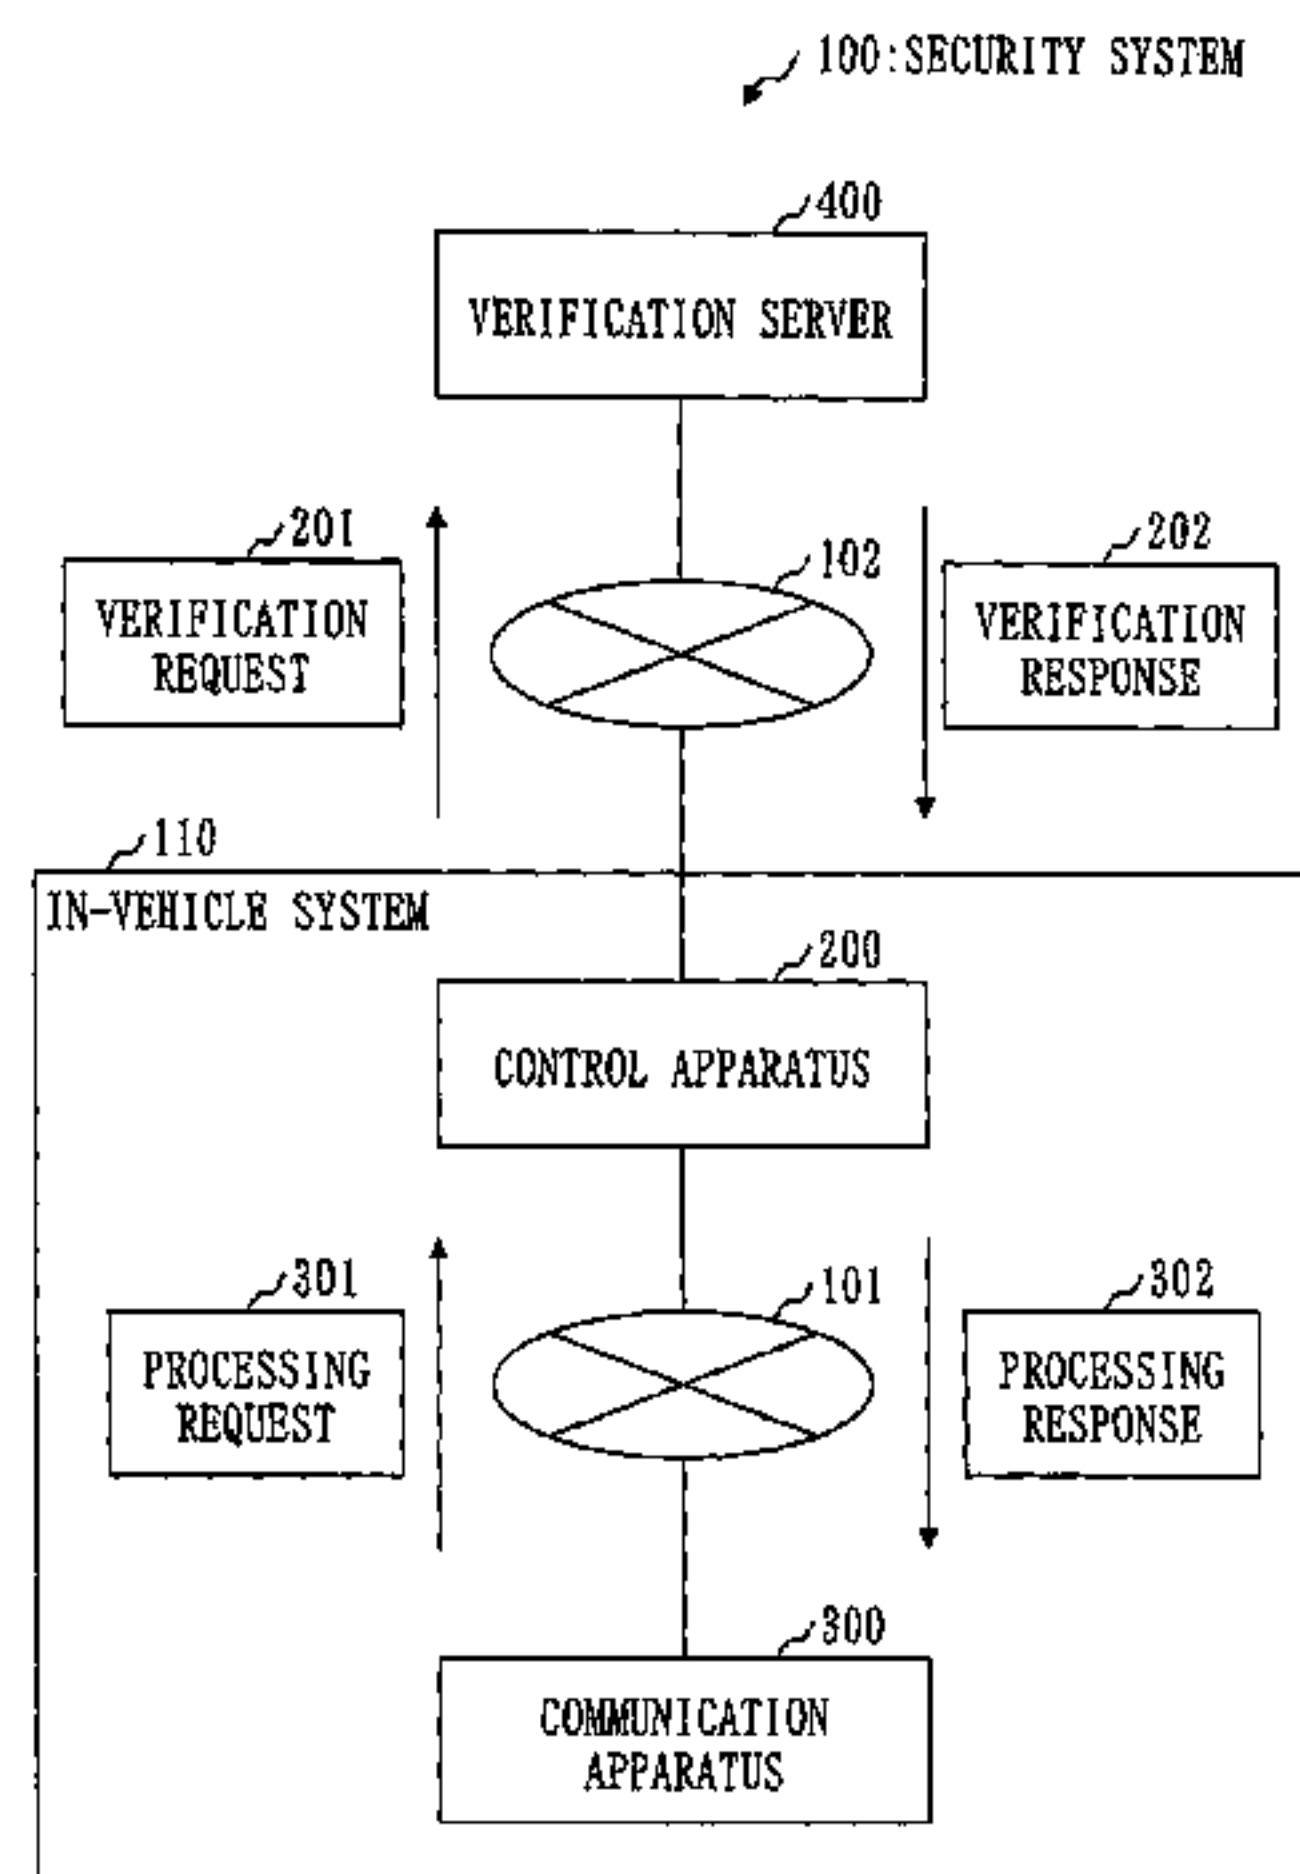 100:SECURITY SYSTEM
400
VERIFICATION SERVER
201
VERIFICATION
REQUEST
102
202
VERIFICATION
RESPONSE
110
IN-VEHICLE SYSTEM
200
CONTROL APPARATUS
301
PROCESSING
REQUEST
101
302
PROCESSING
RESPONSE
300
COMMUNICATION
APPARATUS